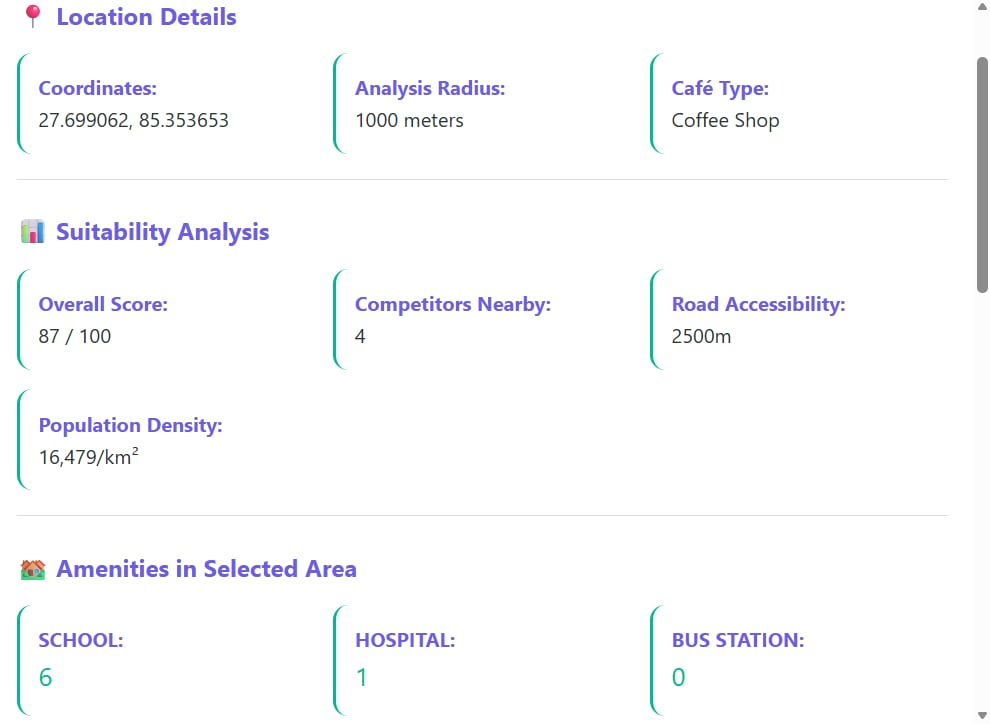 Location Details
Coordinates: Analysis Radius: Café Type:
27.699062, 85.353653 1000 meters Coffee Shop
Suitability Analysis
Overall Score: Competitors Nearby: Road Accessibility:
87 / 100 4 2500m
Population Density:
16,479/km²
Amenities in Selected Area
SCHOOL: HOSPITAL: BUS STATION:
6 1 0